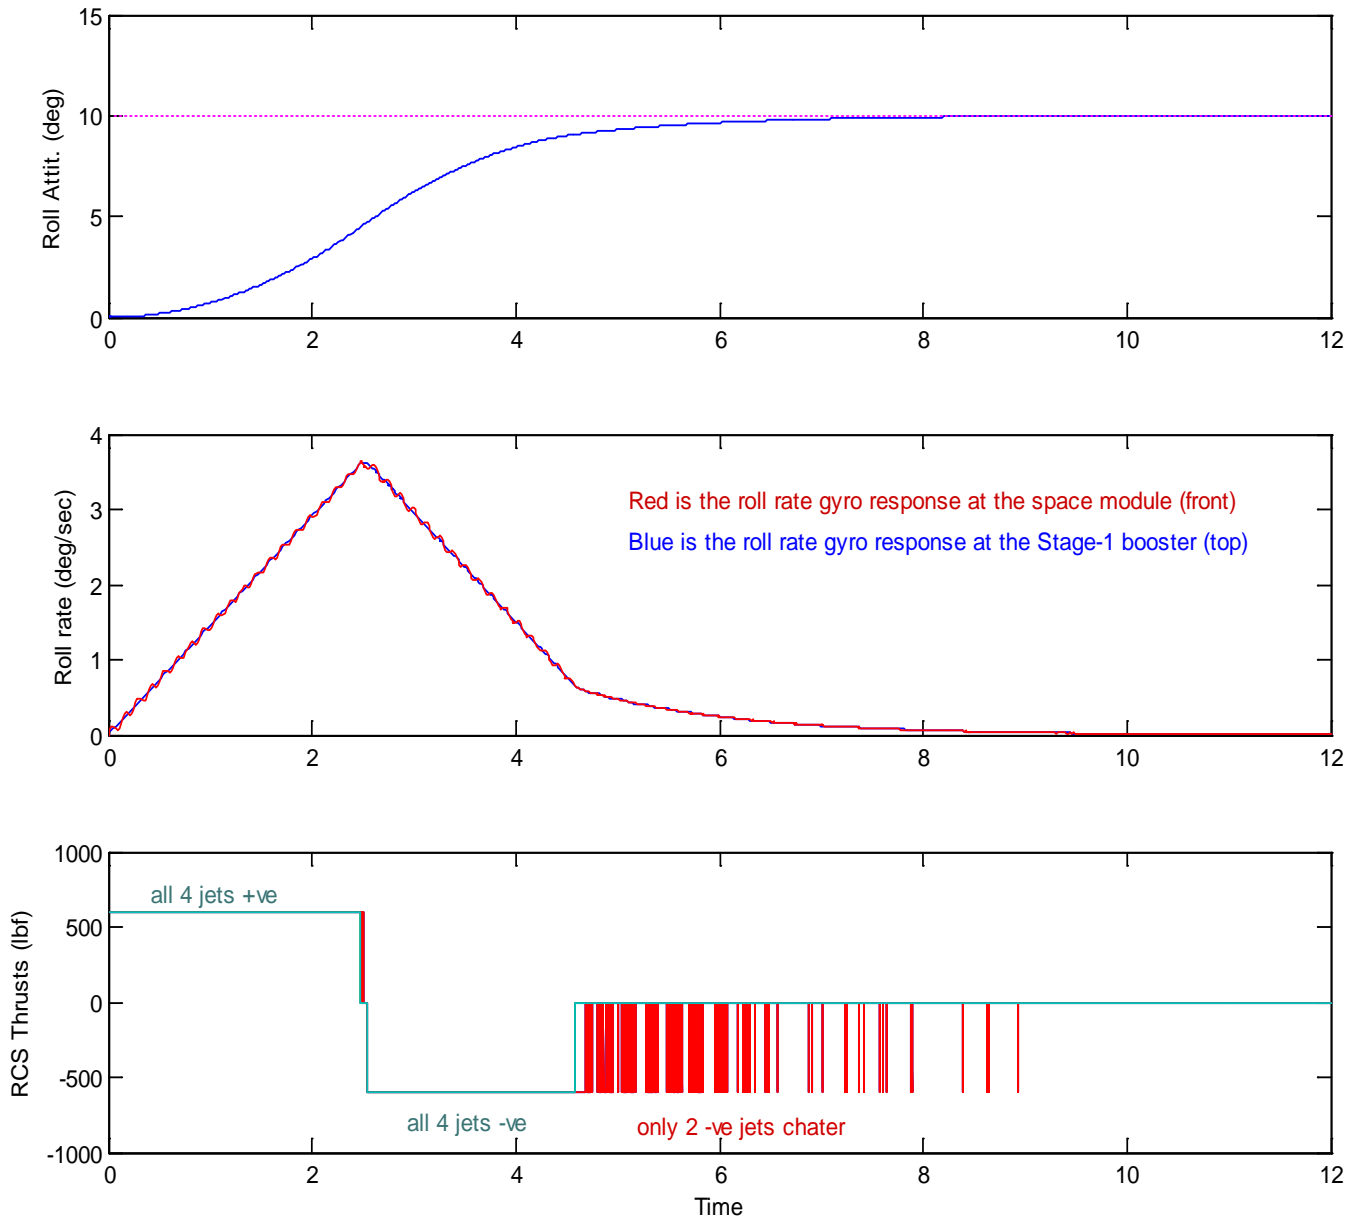 15
10
5
0
Roll Attit. (deg)
0 2 4 6 8 10 12
4
3
2
1
0
Roll rate (deg/sec)
Red is the roll rate gyro response at the space module (front)
Blue is the roll rate gyro response at the Stage-1 booster (top)
0 2 4 6 8 10 12
1000
500
0
-500
-1000
RCS Thrusts (lbf)
all 4 jets +ve
all 4 jets -ve
only 2 -ve jets chater
0 2 4 6 8 10 12
Time